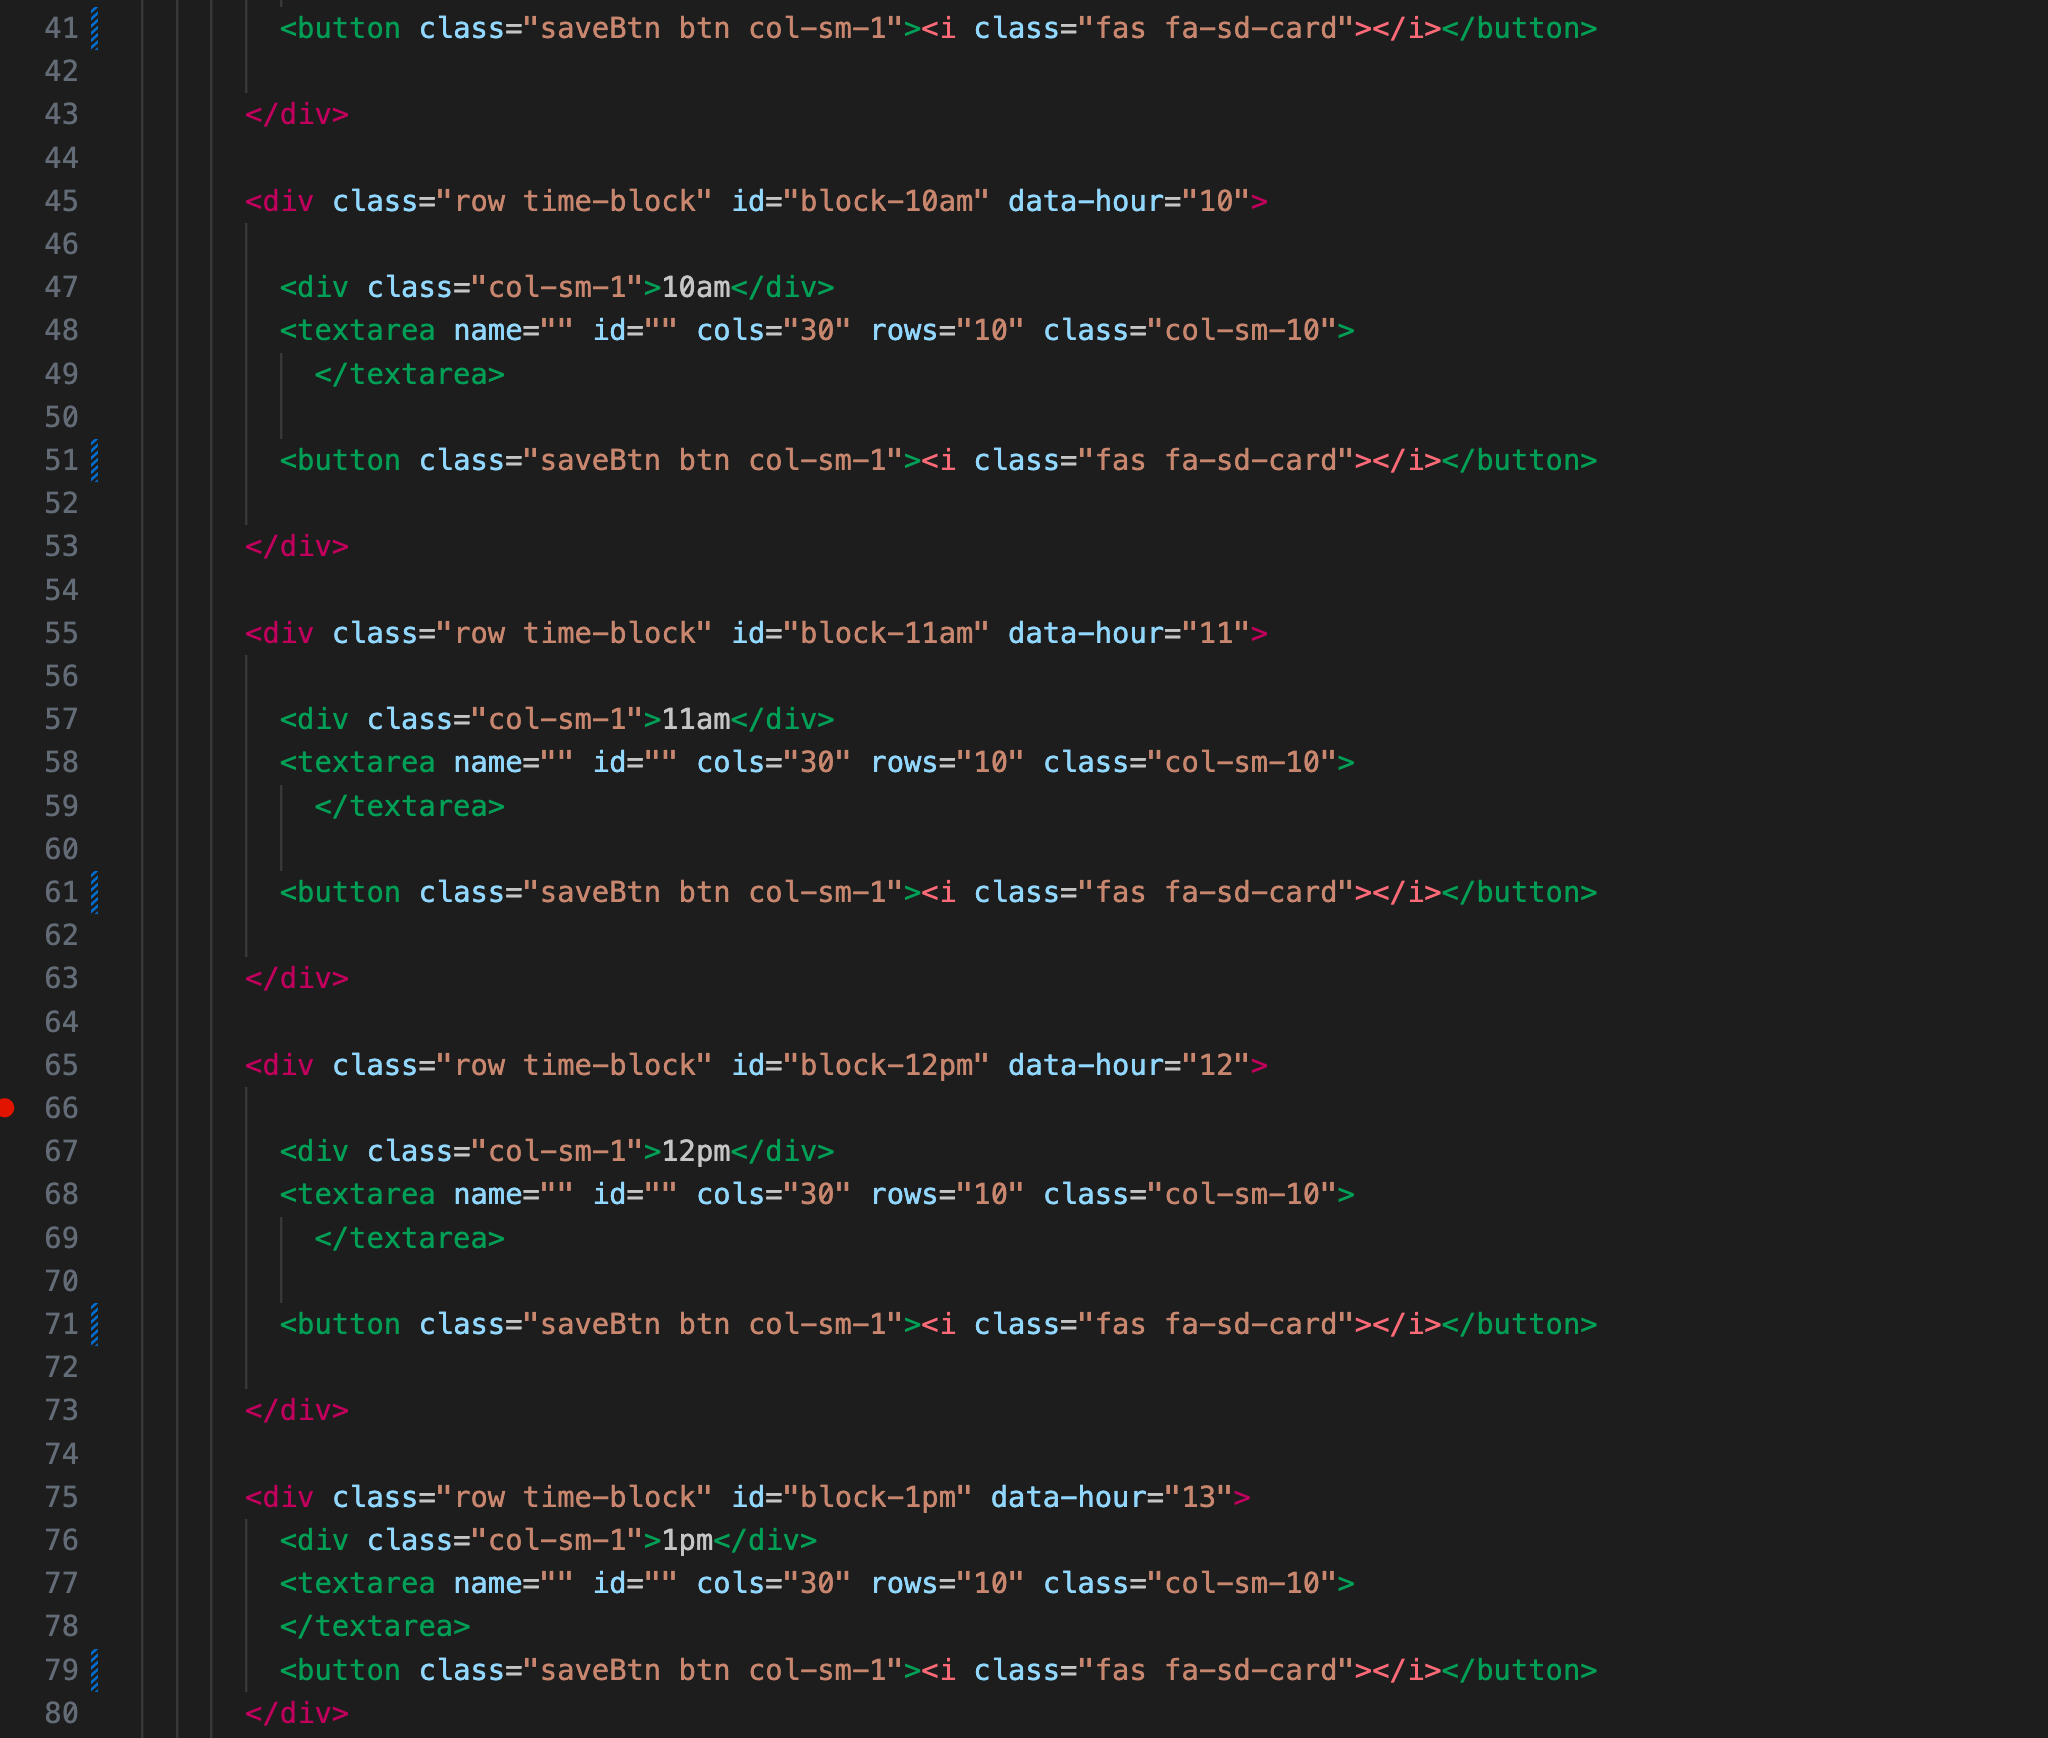 41 <button class="saveBtn btn col-sm-1"><i class="fas fa-sd-card"></i></button>
42
43 </div>
44
45 <div class="row time-block" id="block-10am" data-hour="10">
46
47 <div class="col-sm-1">10am</div>
48 <textarea name="" id="" cols="30" rows="10" class="col-sm-10">
49 </textarea>
50
51 <button class="saveBtn btn col-sm-1"><i class="fas fa-sd-card"></i></button>
52
53 </div>
54
55 <div class="row time-block" id="block-11am" data-hour="11">
56
57 <div class="col-sm-1">11am</div>
58 <textarea name="" id="" cols="30" rows="10" class="col-sm-10">
59 </textarea>
60
61 <button class="saveBtn btn col-sm-1"><i class="fas fa-sd-card"></i></button>
62
63 </div>
64
65 <div class="row time-block" id="block-12pm" data-hour="12">
66
67 <div class="col-sm-1">12pm</div>
68 <textarea name="" id="" cols="30" rows="10" class="col-sm-10">
69 </textarea>
70
71 <button class="saveBtn btn col-sm-1"><i class="fas fa-sd-card"></i></button>
72
73 </div>
74
75 <div class="row time-block" id="block-1pm" data-hour="13">
76 <div class="col-sm-1">1pm</div>
77 <textarea name="" id="" cols="30" rows="10" class="col-sm-10">
78 </textarea>
79 <button class="saveBtn btn col-sm-1"><i class="fas fa-sd-card"></i></button>
80 </div>